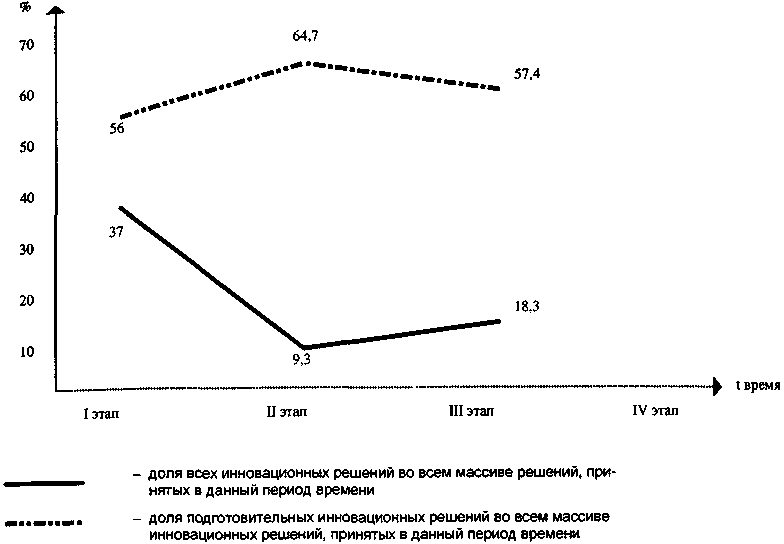 %
70
64,7
57,4
60
56
50
40
37
30
20
18,3
10
9,3
t время
I этап
II этап
III этап
IV этап
– доля всех инновационных решений во всем массиве решений, при-
нятых в данный период времени
– доля подготовительных инновационных решений во всем массиве
инновационных решений, принятых в данный период времени